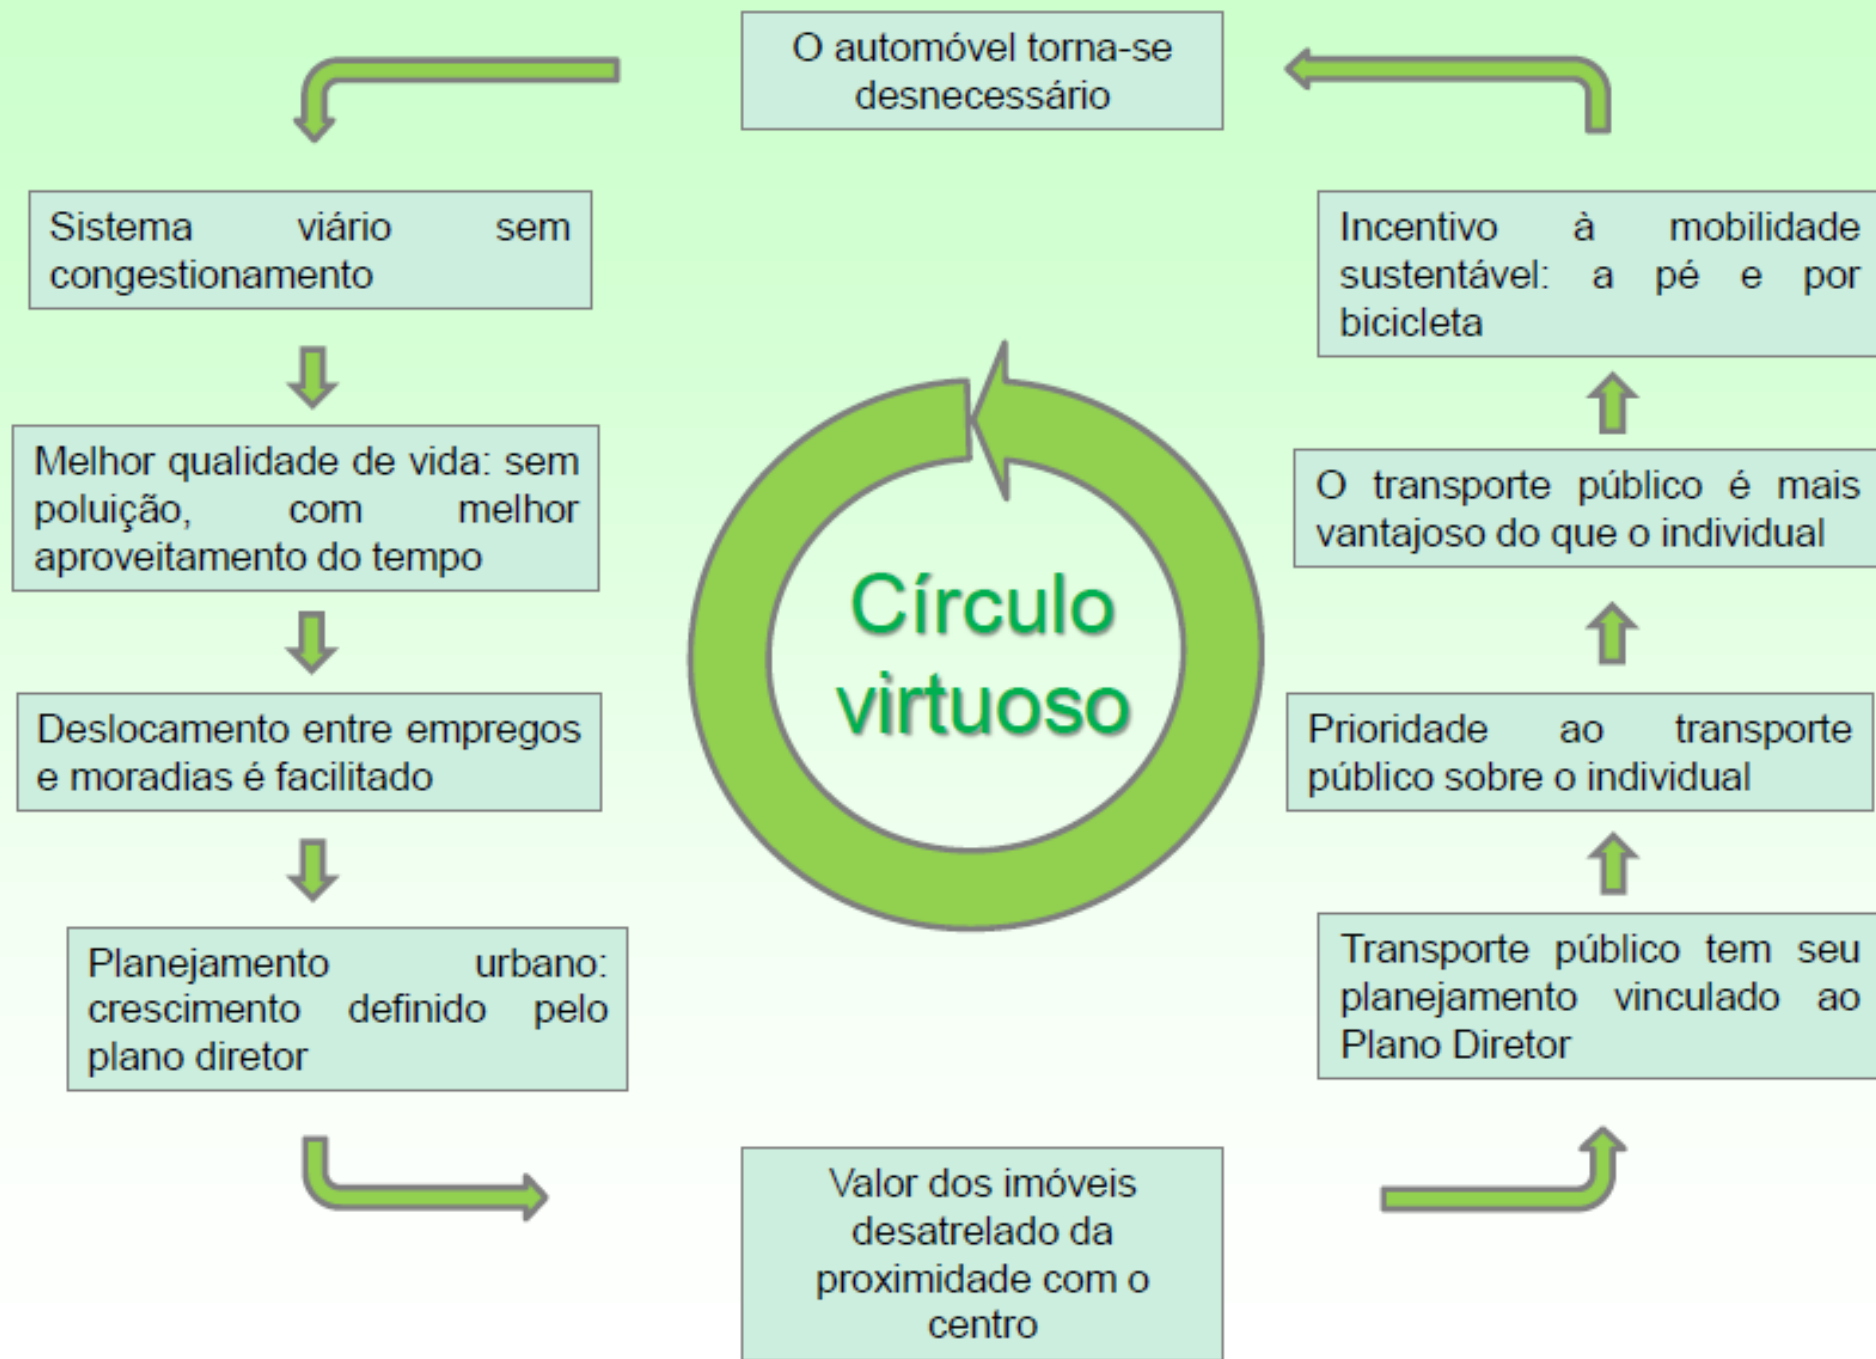 O automóvel torna-se
desnecessário
Sistema viário sem
congestionamento
Melhor qualidade de vida: sem
poluição, com melhor
aproveitamento do tempo
Deslocamento entre empregos
e moradias é facilitado
Planejamento urbano:
crescimento definido pelo
plano diretor
Valor dos imóveis
desatrelado da
proximidade com o
centro
Transporte público tem seu
planejamento vinculado ao
Plano Diretor
Prioridade ao transporte
público sobre o individual
O transporte público é mais
vantajoso do que o individual
Incentivo à mobilidade
sustentável: a pé e por
bicicleta
Círculo
virtuoso